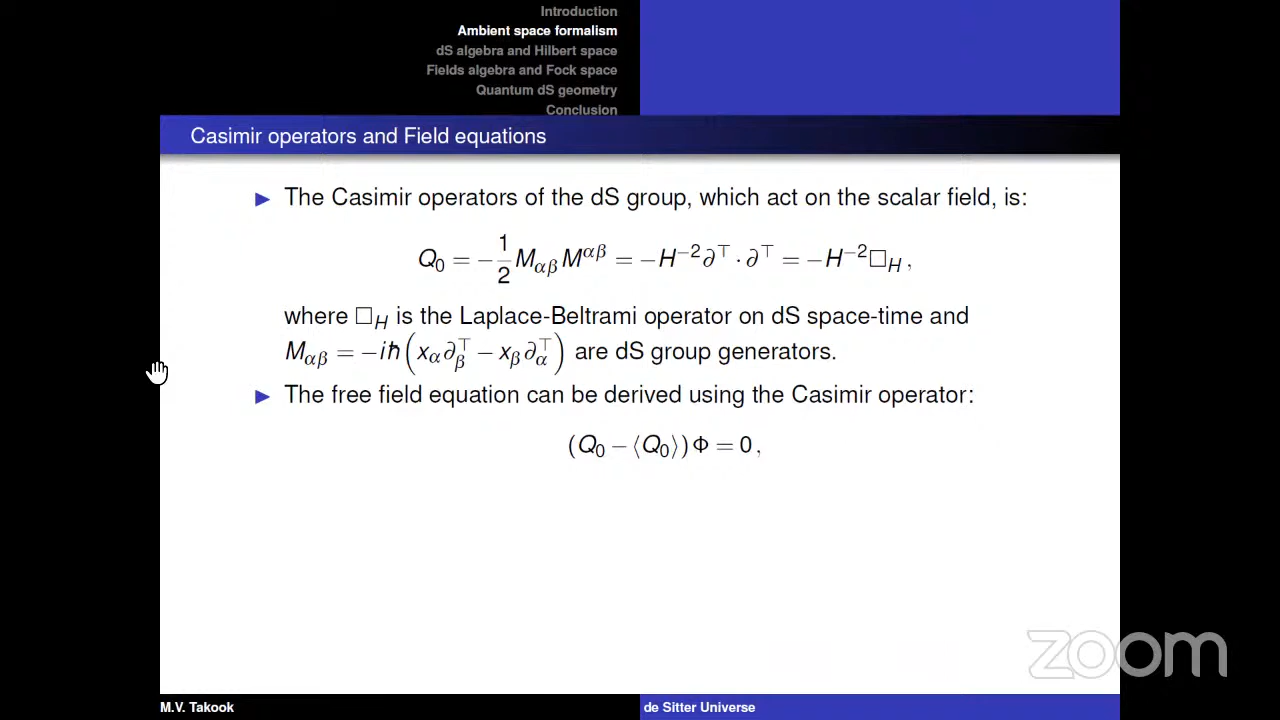 Introduction
Ambient space formalism
dS algebra and Hilbert space
Fields algebra and Fock space
Quantum dS geometry
Conclusion
Casimir operators and Field equations
▶ The Casimir operators of the dS group, which act on the scalar field, is:
Q₀ = −1/2 M_{αβ} M^{αβ} = −H⁻²∂^⊤ · ∂^⊤ = −H⁻²□_H ,
where □_H is the Laplace-Beltrami operator on dS space-time and
M_{αβ} = −iħ(x_α∂_β^⊤ − x_β∂_α^⊤) are dS group generators.
▶ The free field equation can be derived using the Casimir operator:
(Q₀ − ⟨Q₀⟩)Φ = 0 ,
zoom
M.V. Takook
de Sitter Universe